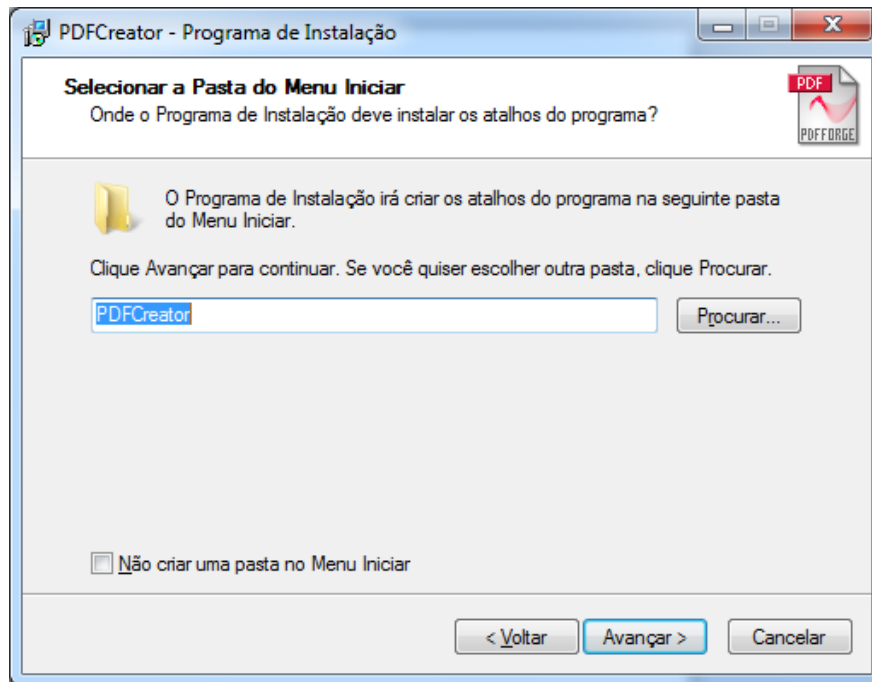 PDFCreator - Programa de Instalação
Selecionar a Pasta do Menu Iniciar
Onde o Programa de Instalação deve instalar os atalhos do programa?
PDF
PDFFORGE
O Programa de Instalação irá criar os atalhos do programa na seguinte pasta
do Menu Iniciar.
Clique Avançar para continuar. Se você quiser escolher outra pasta, clique Procurar.
PDFCreator
Procurar...
Não criar uma pasta no Menu Iniciar
< Voltar
Avançar >
Cancelar